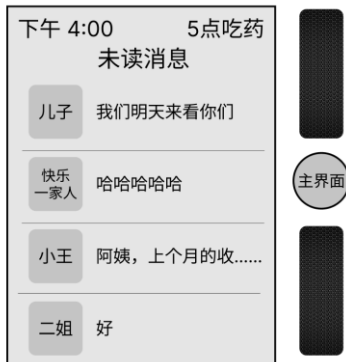 下午 4:00 5点吃药
未读消息
儿子 我们明天来看你们
快乐
一家人 哈哈哈哈哈
主界面
小王 阿姨，上个月的收......
二姐 好